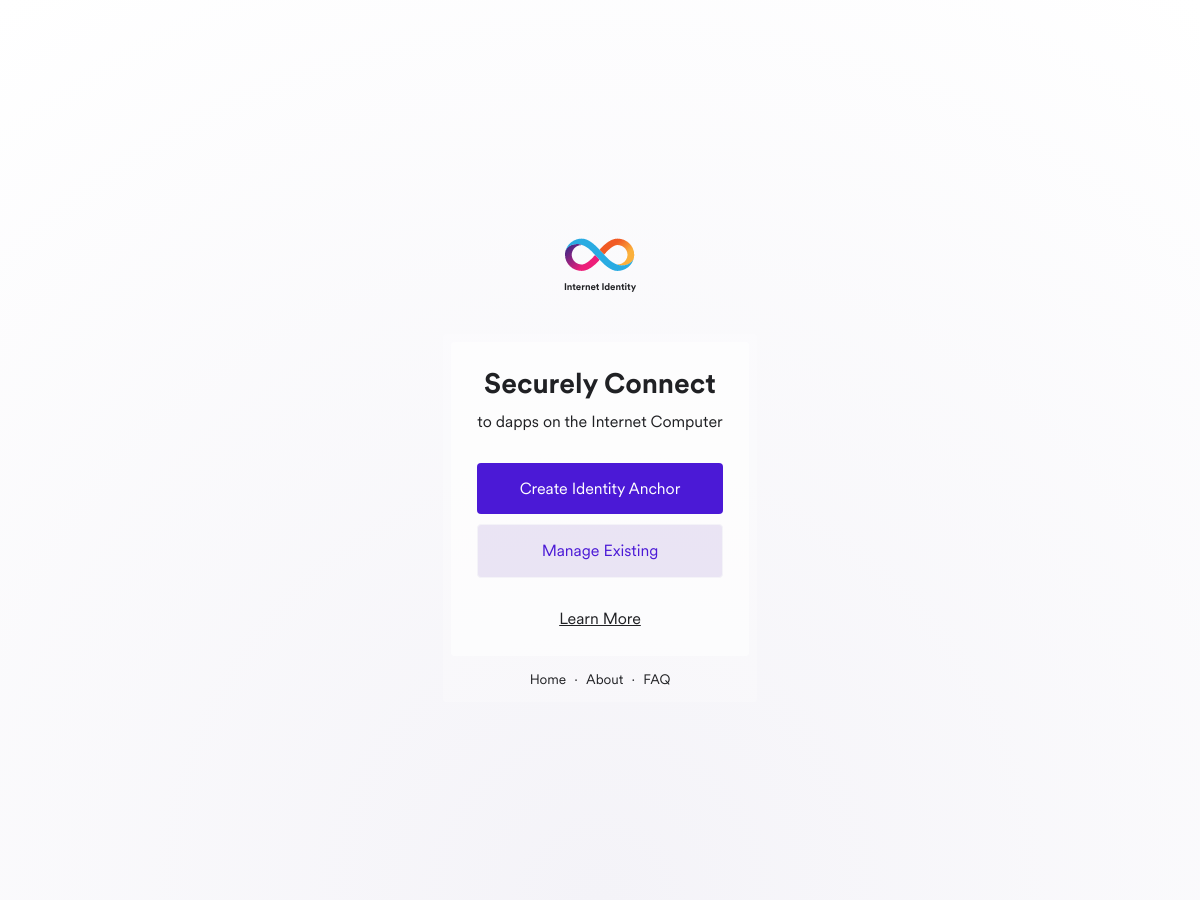 Internet Identity
Securely Connect
to dapps on the Internet Computer
Create Identity Anchor
Manage Existing
Learn More
Home · About · FAQ